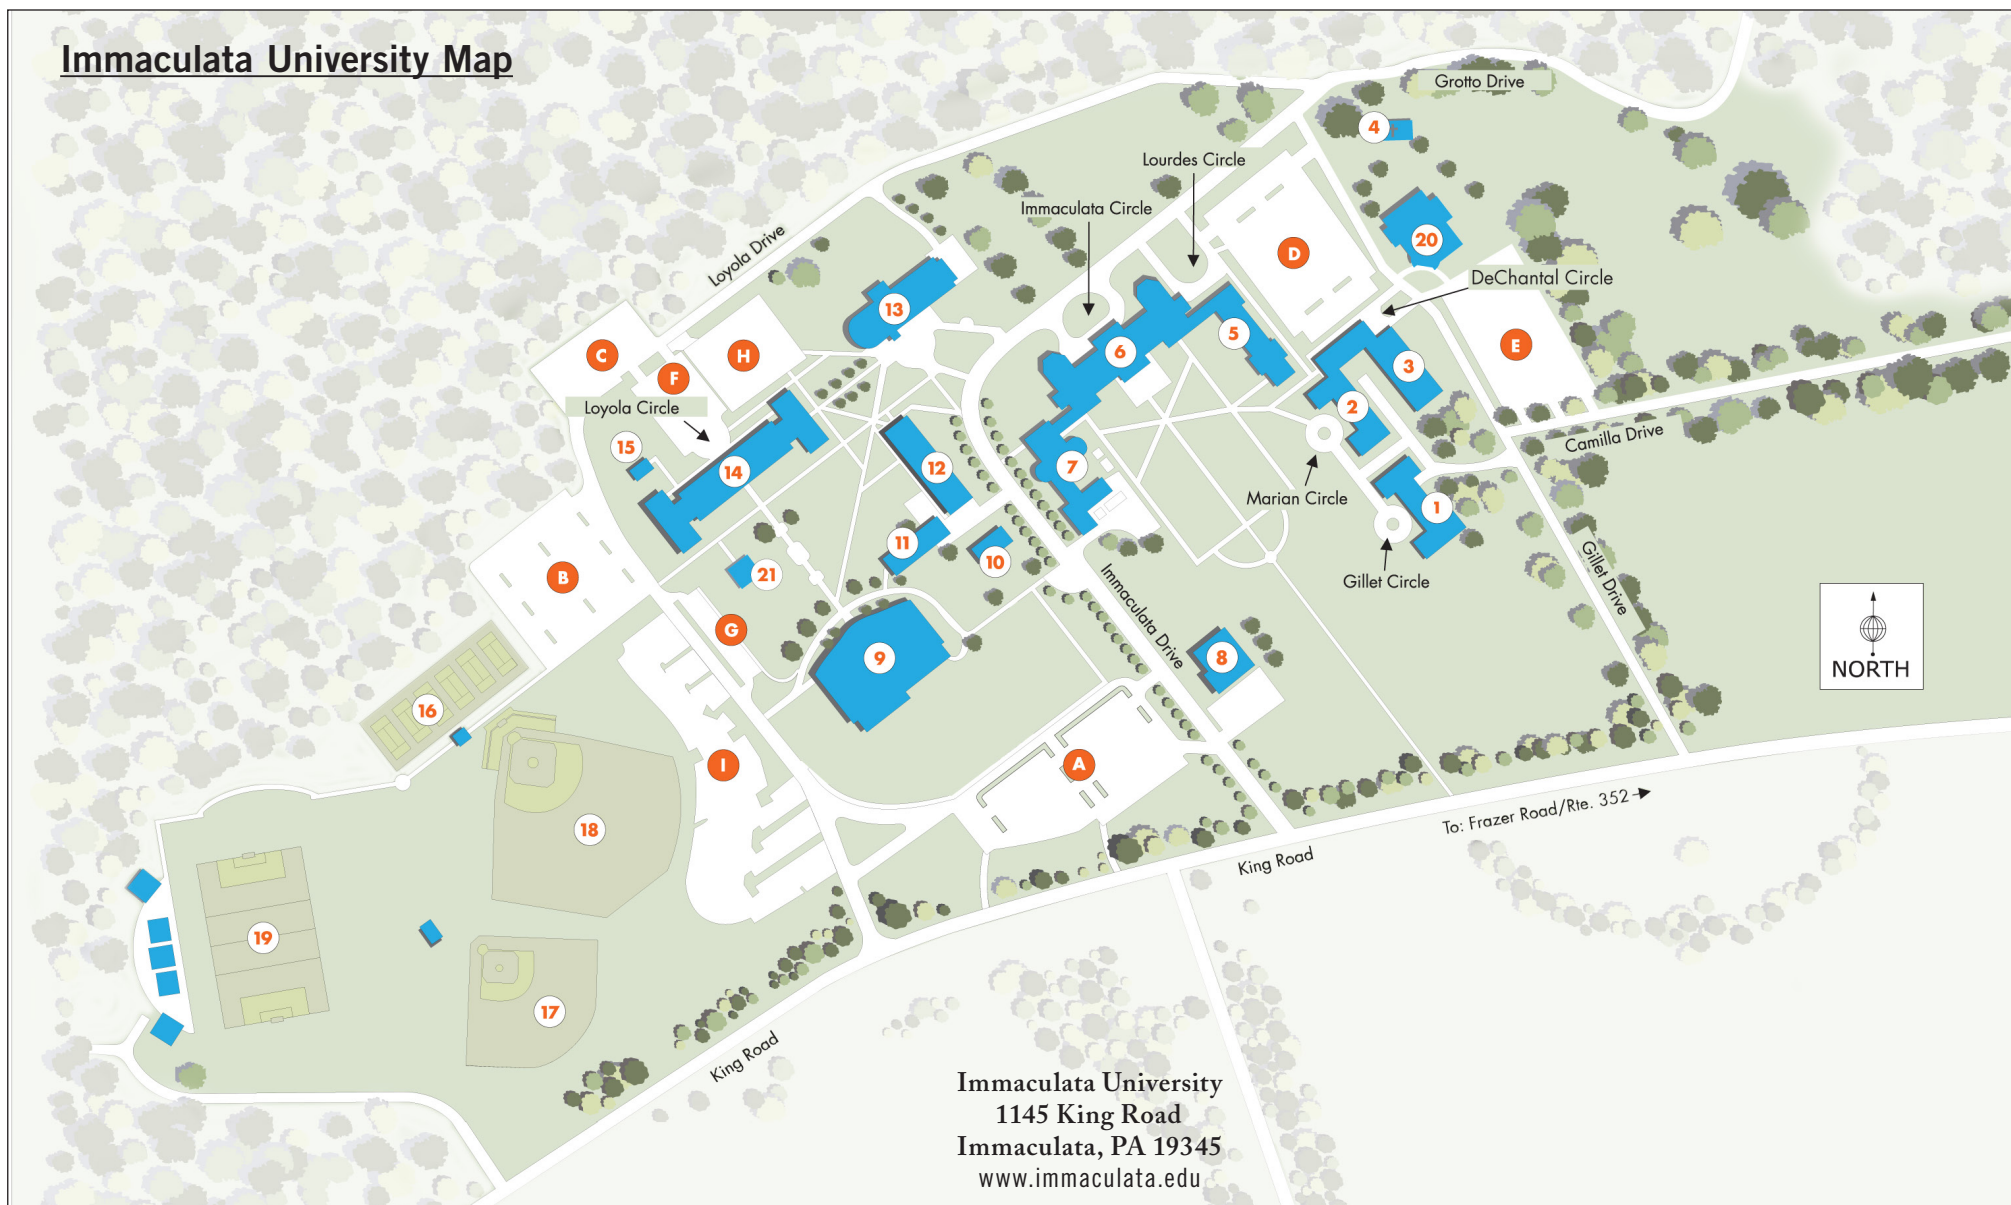 Immaculata University Map
Grotto Drive
4
Lourdes Circle
Immaculata Circle
Loyola Drive
20
D
DeChantal Circle
13
5
E
6
C
H
3
F
Loyola Circle
2
Camilla Drive
15
14
12
7
Marian Circle
1
11
10
21
B
Gillet Circle
Gillet Drive
Immaculata Drive
NORTH
G
9
8
16
I
A
18
To: Frazer Road/Rte. 352
King Road
19
17
King Road
Immaculata University
1145 King Road
Immaculata, PA 19345
www.immaculata.edu